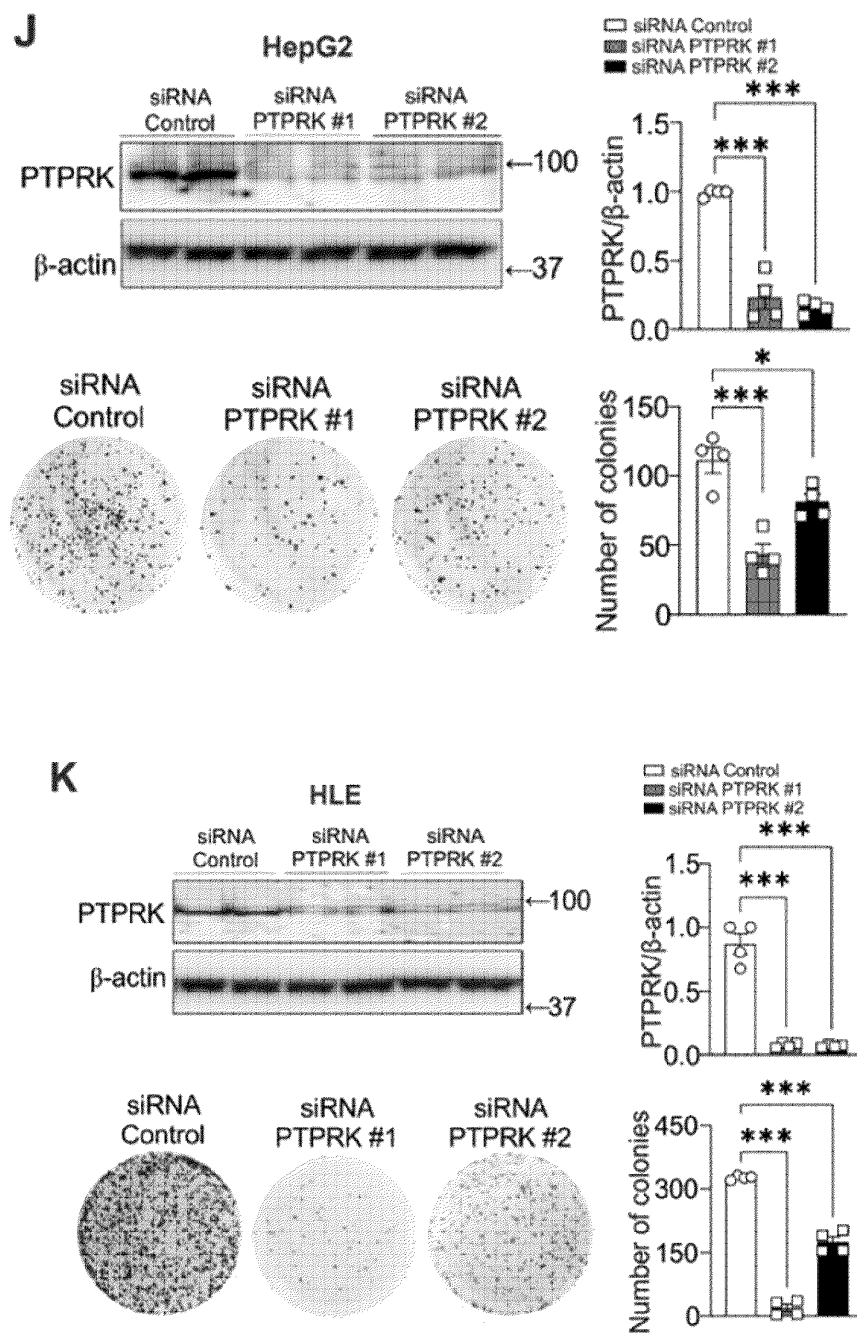 J
HepG2
siRNA Control
siRNA PTPRK #1
siRNA PTPRK #2
siRNA siRNA siRNA
Control PTPRK #1 PTPRK #2
PTPRK
←100
β-actin
←37
***
***
PTPRK/β-actin
1.5
1.0
0.5
0.0
siRNA siRNA siRNA
Control PTPRK #1 PTPRK #2
*
***
Number of colonies
150
100
50
0
K
HLE
siRNA Control
siRNA PTPRK #1
siRNA PTPRK #2
siRNA siRNA siRNA
Control PTPRK #1 PTPRK #2
PTPRK
←100
β-actin
←37
***
***
PTPRK/β-actin
1.5
1.0
0.5
0.0
siRNA siRNA siRNA
Control PTPRK #1 PTPRK #2
***
***
Number of colonies
450
300
150
0